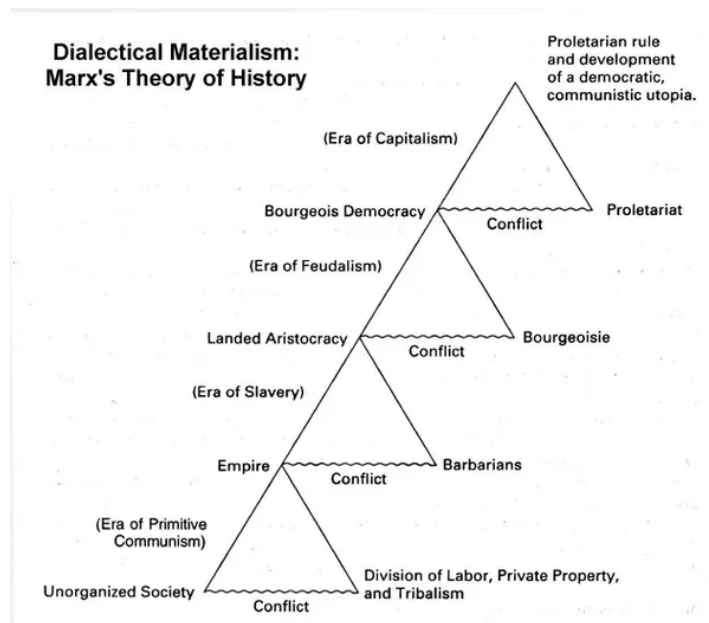 Dialectical Materialism:
Marx's Theory of History
Proletarian rule
and development
of a democratic,
communistic utopia.
(Era of Capitalism)
Bourgeois Democracy
Conflict
Proletariat
(Era of Feudalism)
Landed Aristocracy
Conflict
Bourgeoisie
(Era of Slavery)
Empire
Conflict
Barbarians
(Era of Primitive
Communism)
Unorganized Society
Conflict
Division of Labor, Private Property,
and Tribalism